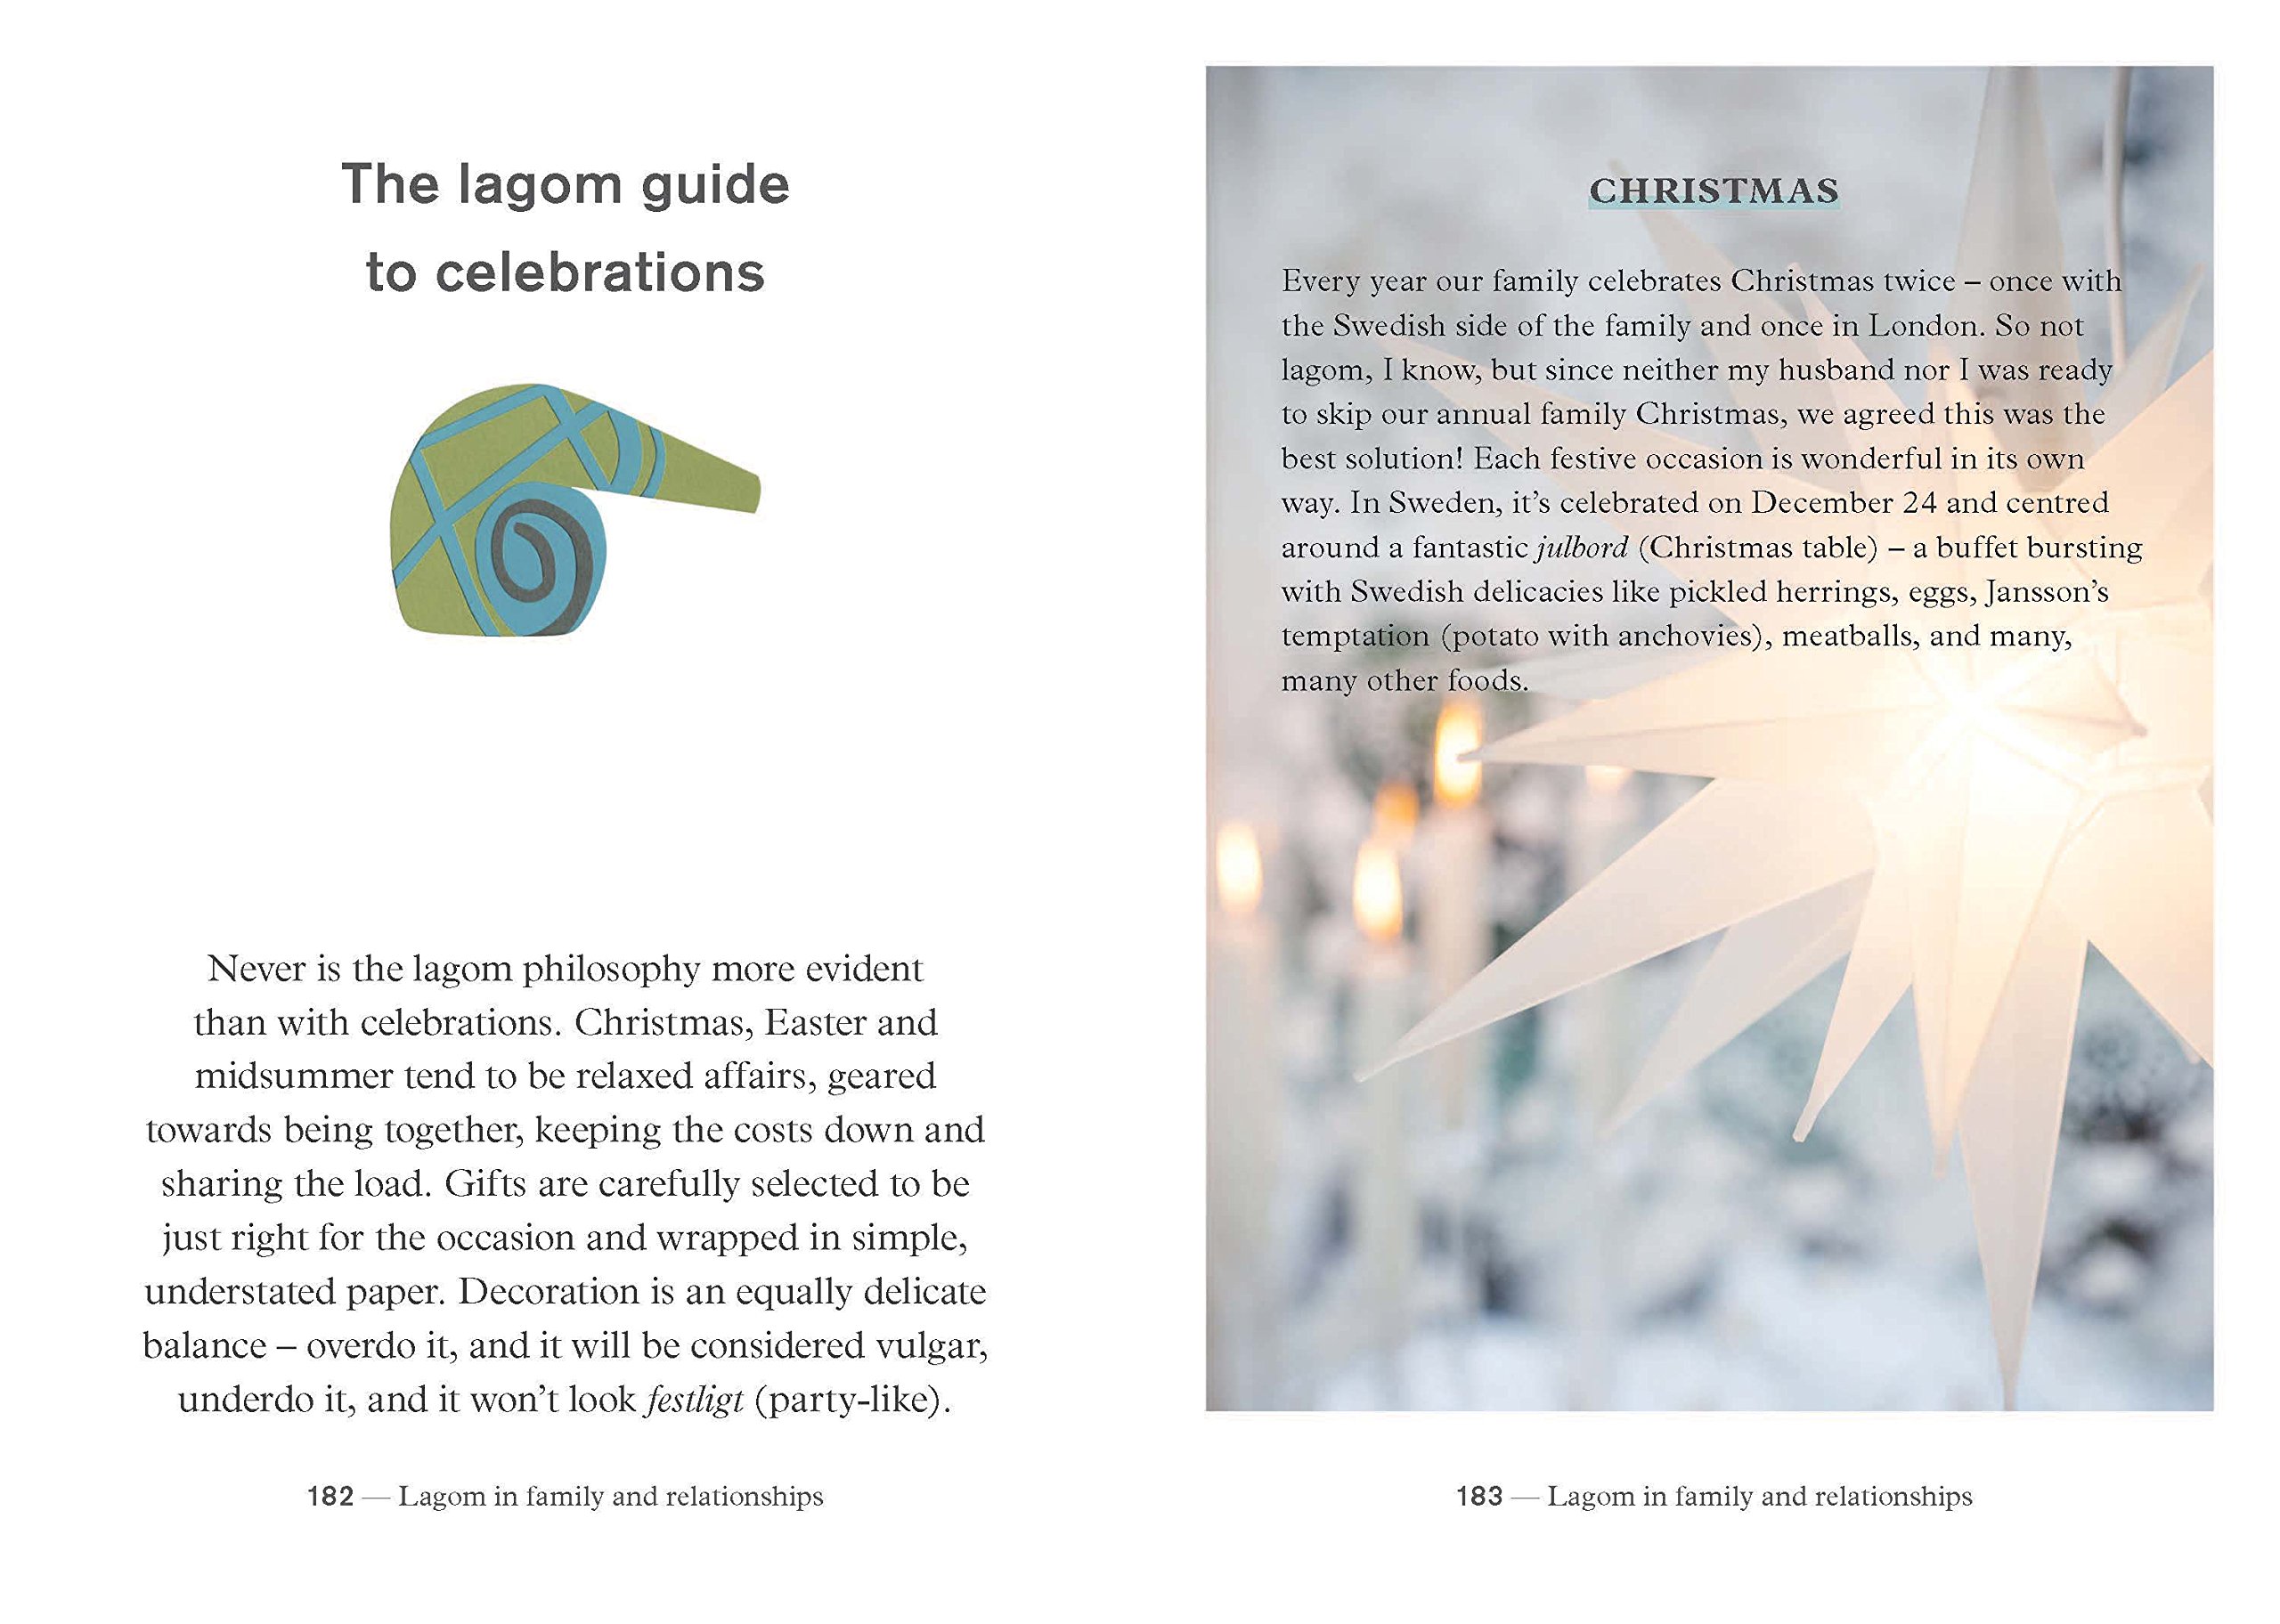 The lagom guide
to celebrations
Never is the lagom philosophy more evident
than with celebrations. Christmas, Easter and
midsummer tend to be relaxed affairs, geared
towards being together, keeping the costs down and
sharing the load. Gifts are carefully selected to be
just right for the occasion and wrapped in simple,
understated paper. Decoration is an equally delicate
balance – overdo it, and it will be considered vulgar,
underdo it, and it won’t look festligt (party-like).
182 — Lagom in family and relationships
CHRISTMAS
Every year our family celebrates Christmas twice – once with
the Swedish side of the family and once in London. So not
lagom, I know, but since neither my husband nor I was ready
to skip our annual family Christmas, we agreed this was the
best solution! Each festive occasion is wonderful in its own
way. In Sweden, it’s celebrated on December 24 and centred
around a fantastic julbord (Christmas table) – a buffet bursting
with Swedish delicacies like pickled herrings, eggs, Jansson’s
temptation (potato with anchovies), meatballs, and many,
many other foods.
183 — Lagom in family and relationships